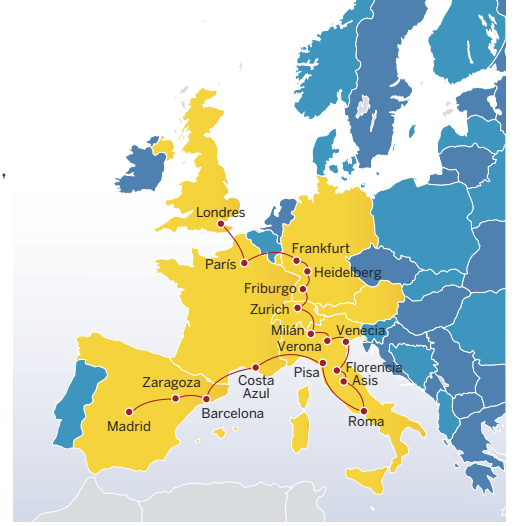 ,
Londres
Frankfurt
París
Heidelberg
Friburgo
Zurich
Milán
Venecia
Verona
Pisa
Florencia
Asis
Zaragoza
Costa
Azul
Madrid
Barcelona
Roma